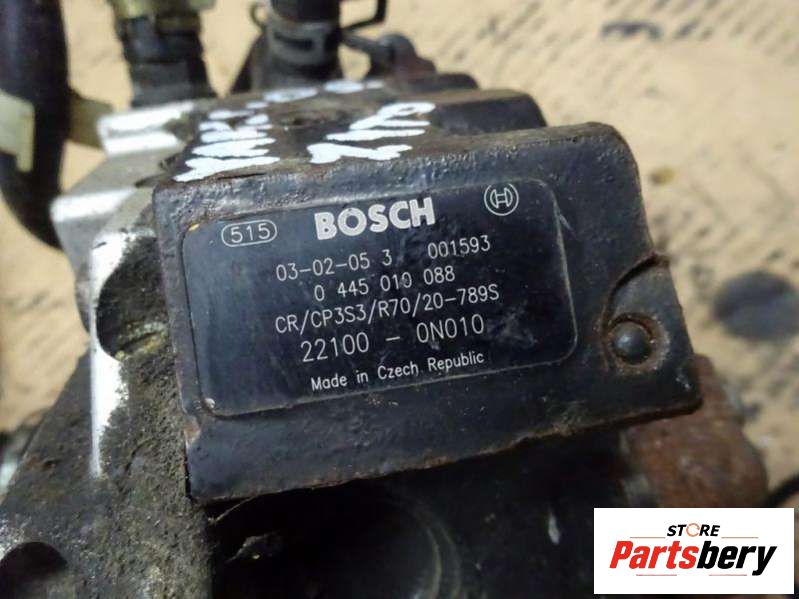 515 BOSCH
03-02-05 3 001593
0 445 010 088
CR/CP3S3/R70/20-789S
22100 - 0N010
Made in Czech Republic
STORE
Partsbery